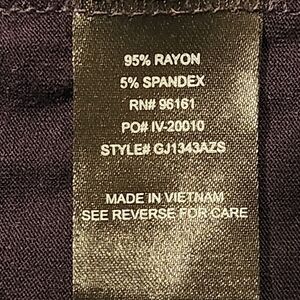 95% RAYON
5% SPANDEX
RN# 96161
PO# IV-20010
STYLE# GJ1343AZS
MADE IN VIETNAM
SEE REVERSE FOR CARE